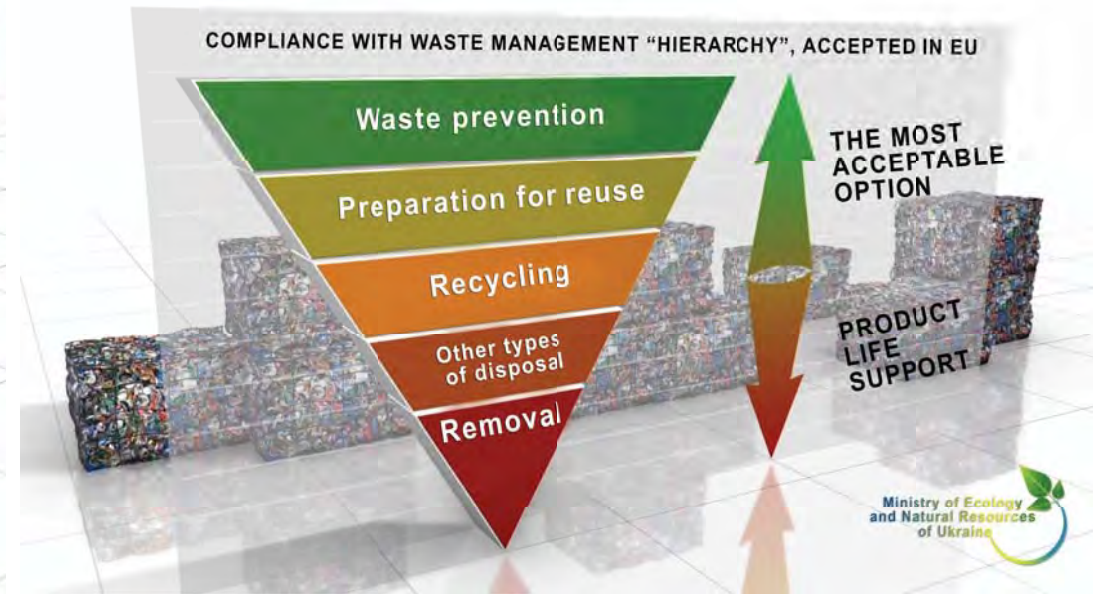 COMPLIANCE WITH WASTE MANAGEMENT “HIERARCHY”, ACCEPTED IN EU
Waste prevention
Preparation for reuse
Recycling
Other types
of disposal
Removal
THE MOST
ACCEPTABLE
OPTION
PRODUCT
LIFE
SUPPORT
Ministry of Ecology
and Natural Resources
of Ukraine